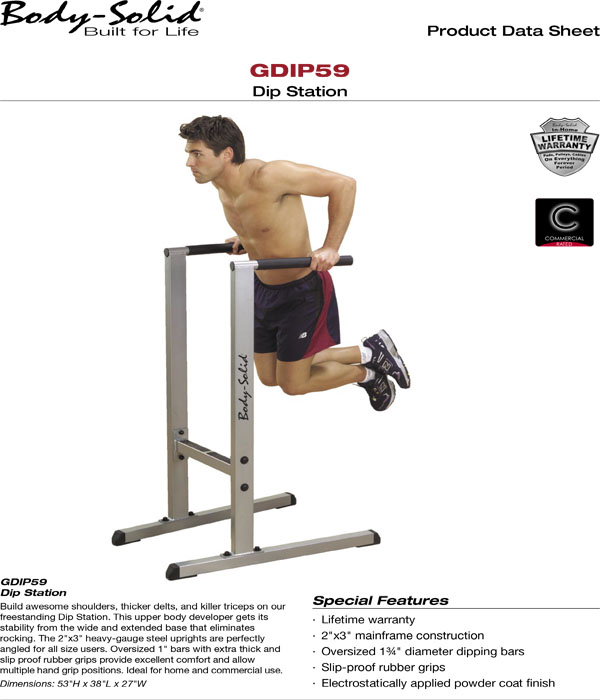 Body-Solid®
Built for Life
Product Data Sheet
GDIP59
Dip Station
Body-Solid
In-Home
LIFETIME
WARRANTY
Pads, Pulleys, Cables
On Everything
Forever
Period
C
COMMERCIAL
RATED
Body-Solid
GDIP59
Dip Station
Build awesome shoulders, thicker delts, and killer triceps on our
freestanding Dip Station. This upper body developer gets its
stability from the wide and extended base that eliminates
rocking. The 2"x3" heavy-gauge steel uprights are perfectly
angled for all size users. Oversized 1" bars with extra thick and
slip proof rubber grips provide excellent comfort and allow
multiple hand grip positions. Ideal for home and commercial use.
Dimensions: 53"H x 38"L x 27"W
Special Features
· Lifetime warranty
· 2"x3" mainframe construction
· Oversized 1¾" diameter dipping bars
· Slip-proof rubber grips
· Electrostatically applied powder coat finish